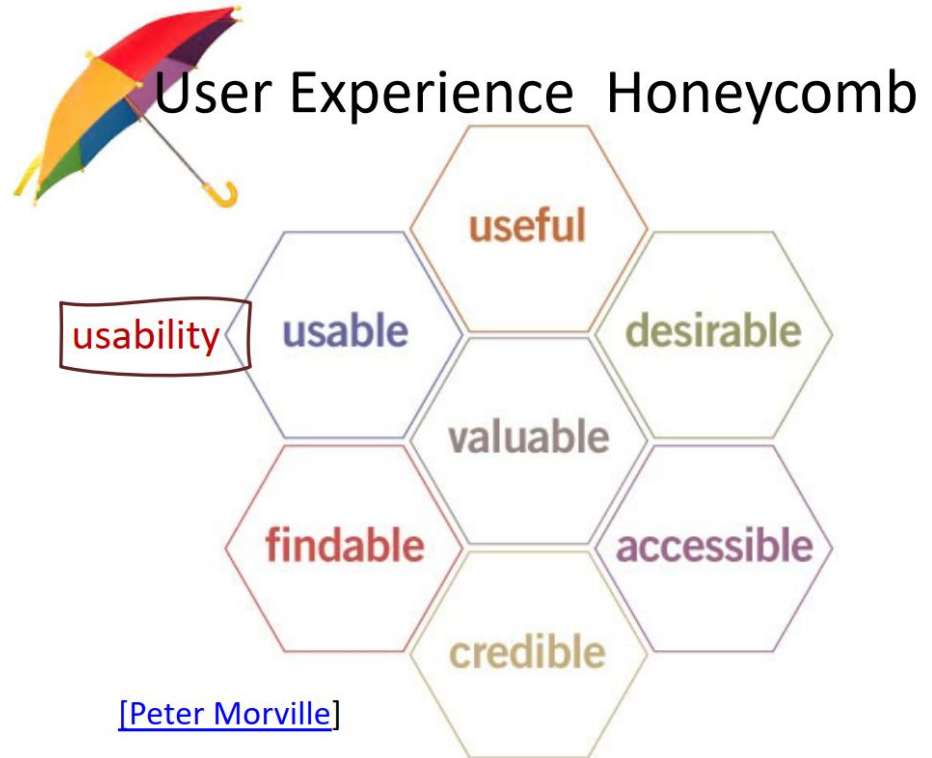 User Experience Honeycomb
useful
usability
usable
desirable
valuable
findable
accessible
credible
[Peter Morville]